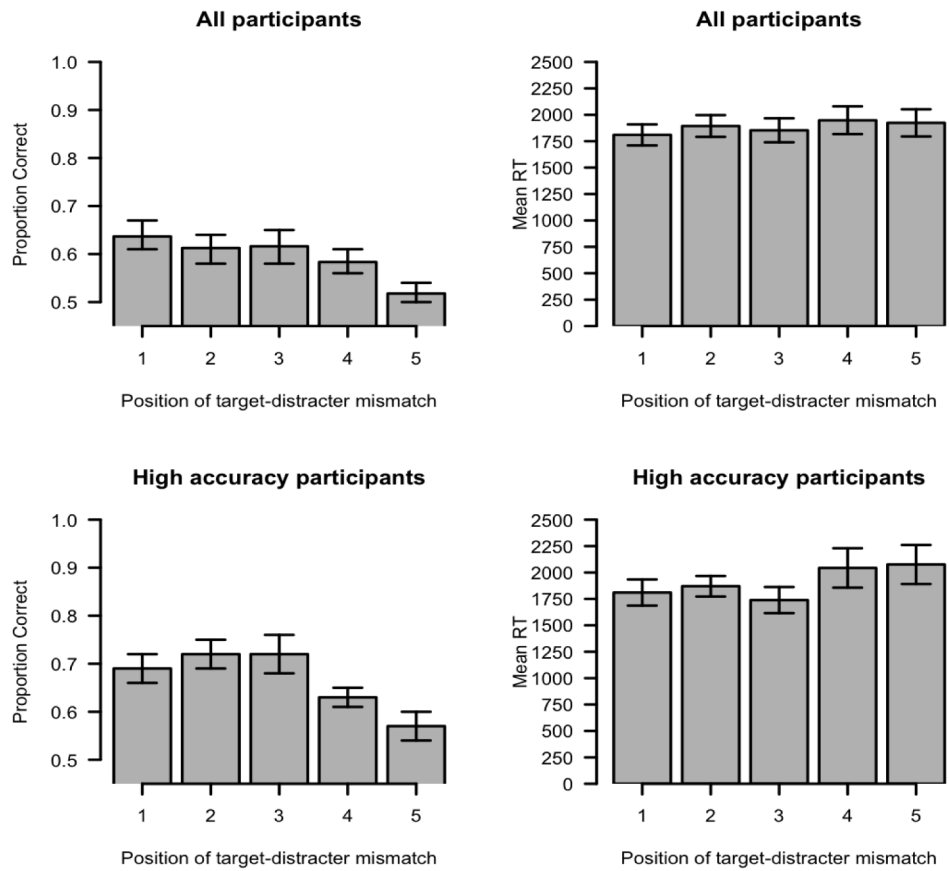 All participants
Proportion Correct
1.0
0.9
0.8
0.7
0.6
0.5
1 2 3 4 5
Position of target-distracter mismatch
All participants
Mean RT
2500
2250
2000
1750
1500
1250
1000
750
500
250
0
1 2 3 4 5
Position of target-distracter mismatch
High accuracy participants
Proportion Correct
1.0
0.9
0.8
0.7
0.6
0.5
1 2 3 4 5
Position of target-distracter mismatch
High accuracy participants
Mean RT
2500
2250
2000
1750
1500
1250
1000
750
500
250
0
1 2 3 4 5
Position of target-distracter mismatch